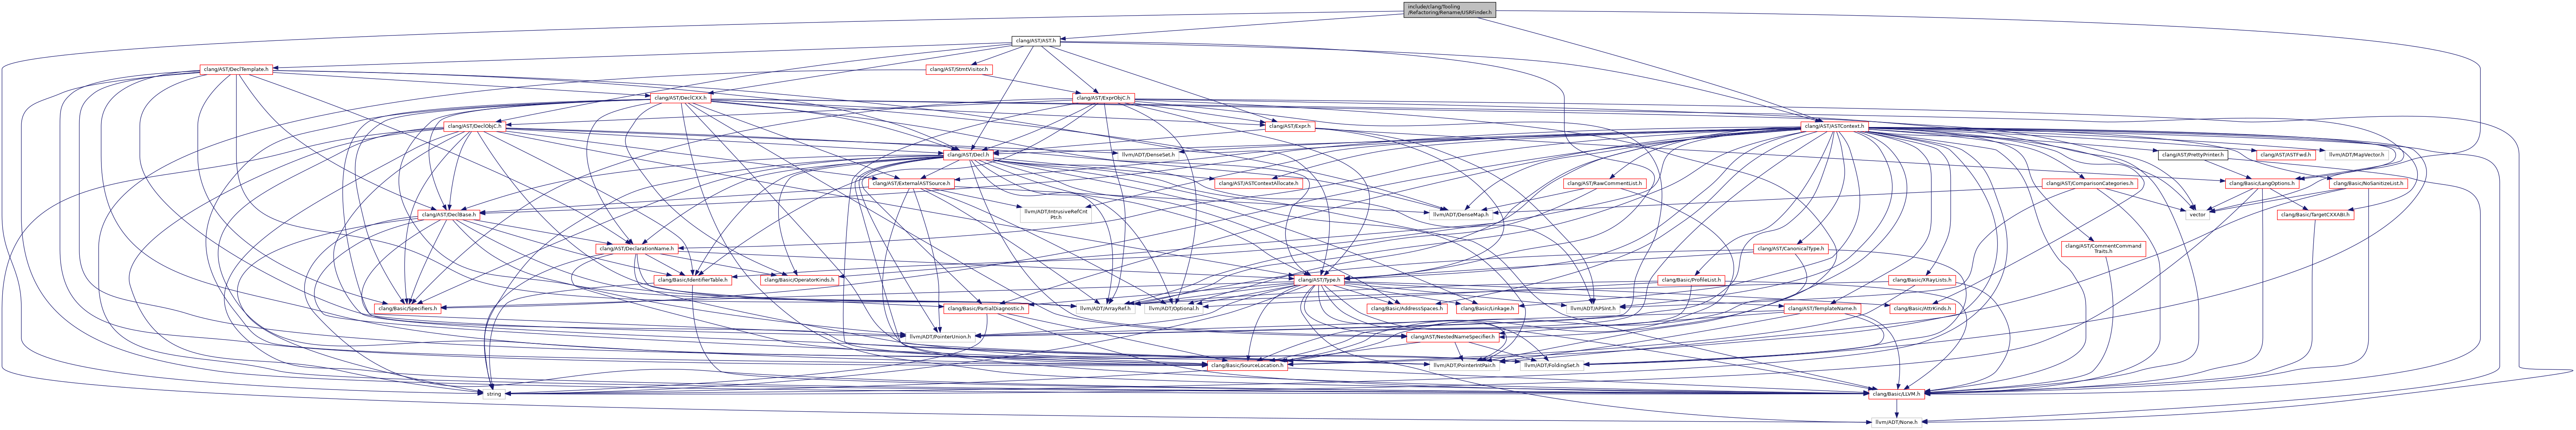 include/clang/Tooling
/Refactoring/Rename/USRFinder.h
clang/AST/AST.h
clang/AST/DeclTemplate.h
clang/AST/StmtVisitor.h
clang/AST/DeclCXX.h
clang/AST/ExprObjC.h
clang/AST/DeclObjC.h
clang/AST/Expr.h
clang/AST/ASTContext.h
clang/AST/Decl.h
llvm/ADT/DenseSet.h
clang/AST/PrettyPrinter.h
clang/AST/ASTFwd.h
llvm/ADT/MapVector.h
clang/AST/ExternalASTSource.h
clang/AST/ASTContextAllocate.h
clang/AST/RawCommentList.h
clang/AST/ComparisonCategories.h
clang/Basic/LangOptions.h
clang/Basic/NoSanitizeList.h
clang/AST/DeclBase.h
llvm/ADT/IntrusiveRefCnt
Ptr.h
llvm/ADT/DenseMap.h
vector
clang/Basic/TargetCXXABI.h
clang/AST/DeclarationName.h
clang/AST/CanonicalType.h
clang/AST/CommentCommand
Traits.h
clang/Basic/IdentifierTable.h
clang/Basic/OperatorKinds.h
clang/AST/Type.h
clang/Basic/ProfileList.h
clang/Basic/XRayLists.h
clang/Basic/Specifiers.h
clang/Basic/PartialDiagnostic.h
llvm/ADT/ArrayRef.h
llvm/ADT/Optional.h
clang/Basic/AddressSpaces.h
clang/Basic/Linkage.h
llvm/ADT/APSInt.h
clang/AST/TemplateName.h
clang/Basic/AttrKinds.h
llvm/ADT/PointerUnion.h
clang/AST/NestedNameSpecifier.h
clang/Basic/SourceLocation.h
llvm/ADT/PointerIntPair.h
llvm/ADT/FoldingSet.h
string
clang/Basic/LLVM.h
llvm/ADT/None.h